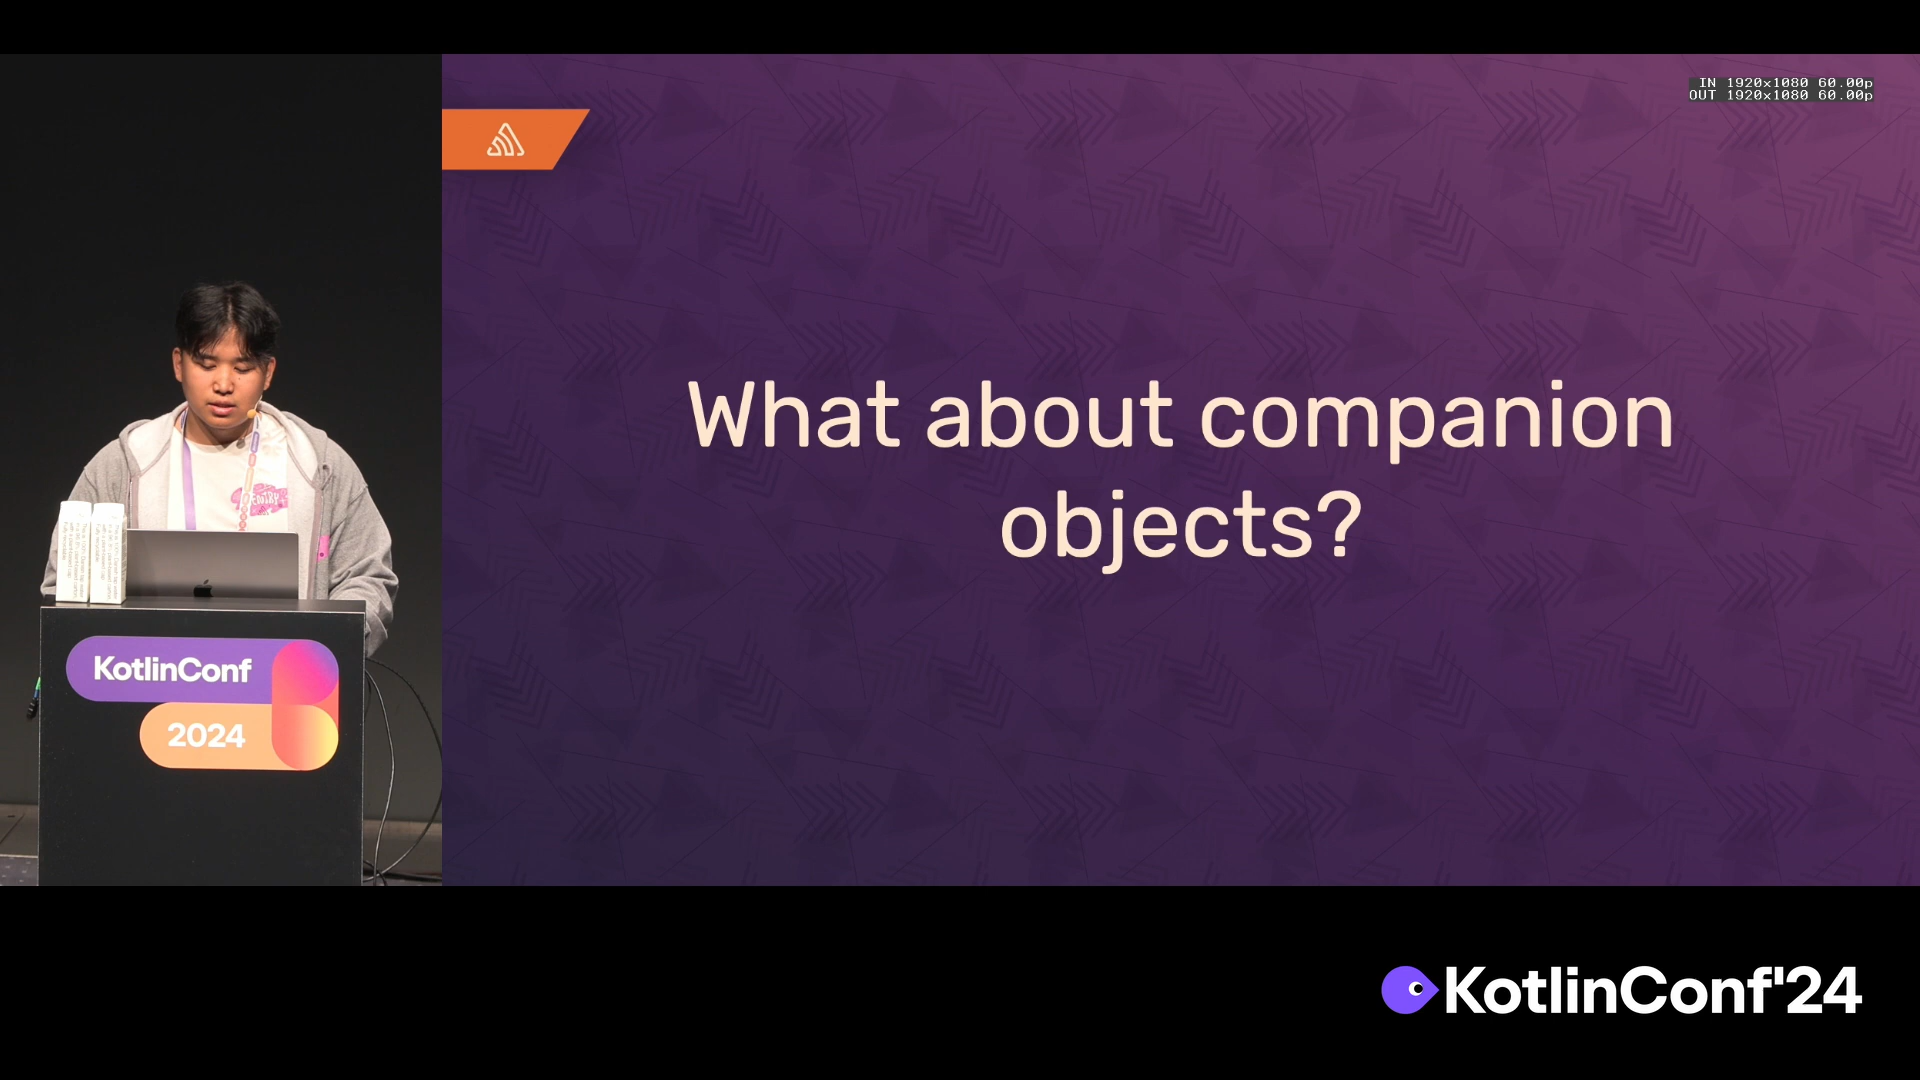 IN 1920x1080 60.00p
OUT 1920x1080 60.00p
What about companion
objects?
KotlinConf
2024
KotlinConf'24